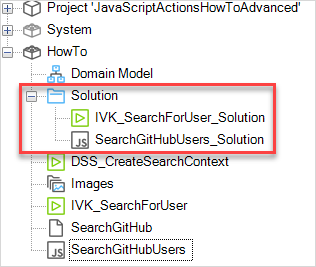 Project 'JavaScriptActionsHowToAdvanced'
System
HowTo
Domain Model
Solution
IVK_SearchForUser_Solution
JS SearchGitHubUsers_Solution
DSS_CreateSearchContext
Images
IVK_SearchForUser
SearchGitHub
JS SearchGitHubUsers